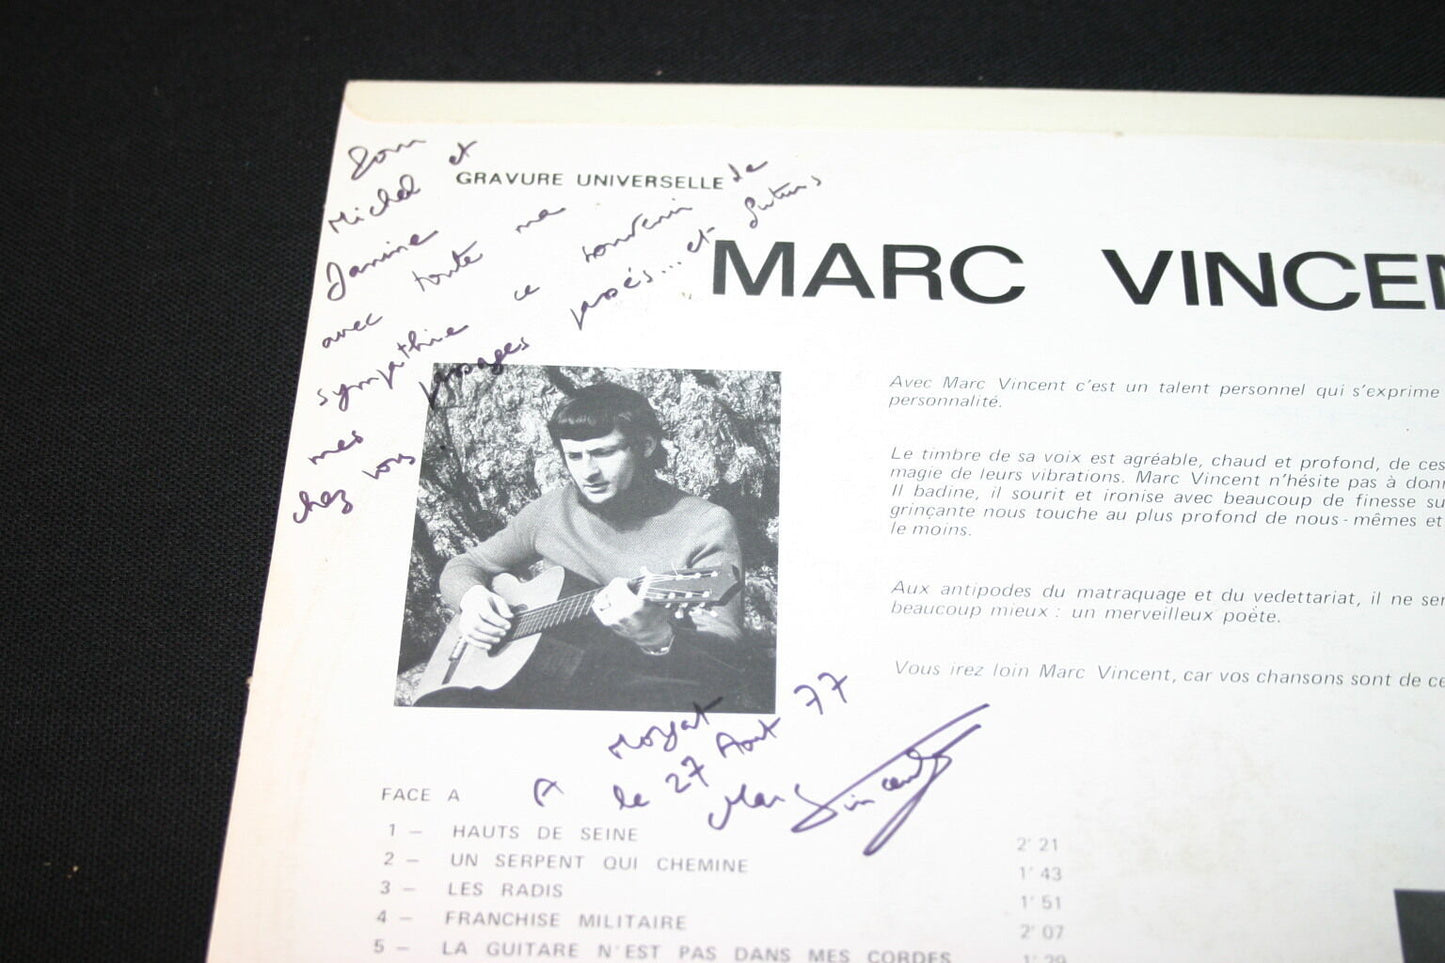 Pour
Michel et
Janine
avec toute ma
sympathie ce souvenir de
mes passages passés... et futurs
chez vous
GRAVURE UNIVERSELLE
MARC VINCEN
Avec Marc Vincent c'est un talent personnel qui s'exprime
personnalité.
Le timbre de sa voix est agréable, chaud et profond, de ces
magie de leurs vibrations. Marc Vincent n'hésite pas à donn
Il badine, il sourit et ironise avec beaucoup de finesse su
grinçante nous touche au plus profond de nous-mêmes et
le moins.
Aux antipodes du matraquage et du vedettariat, il ne ser
beaucoup mieux : un merveilleux poète.
Vous irez loin Marc Vincent, car vos chansons sont de ce
A
le 27 Aout 77
Marc Vincent
FACE A
1 – HAUTS DE SEINE 2' 21
2 – UN SERPENT QUI CHEMINE 1' 43
3 – LES RADIS 1' 51
4 – FRANCHISE MILITAIRE 2' 07
5 – LA GUITARE N'EST PAS DANS MES CORDES 1' 29